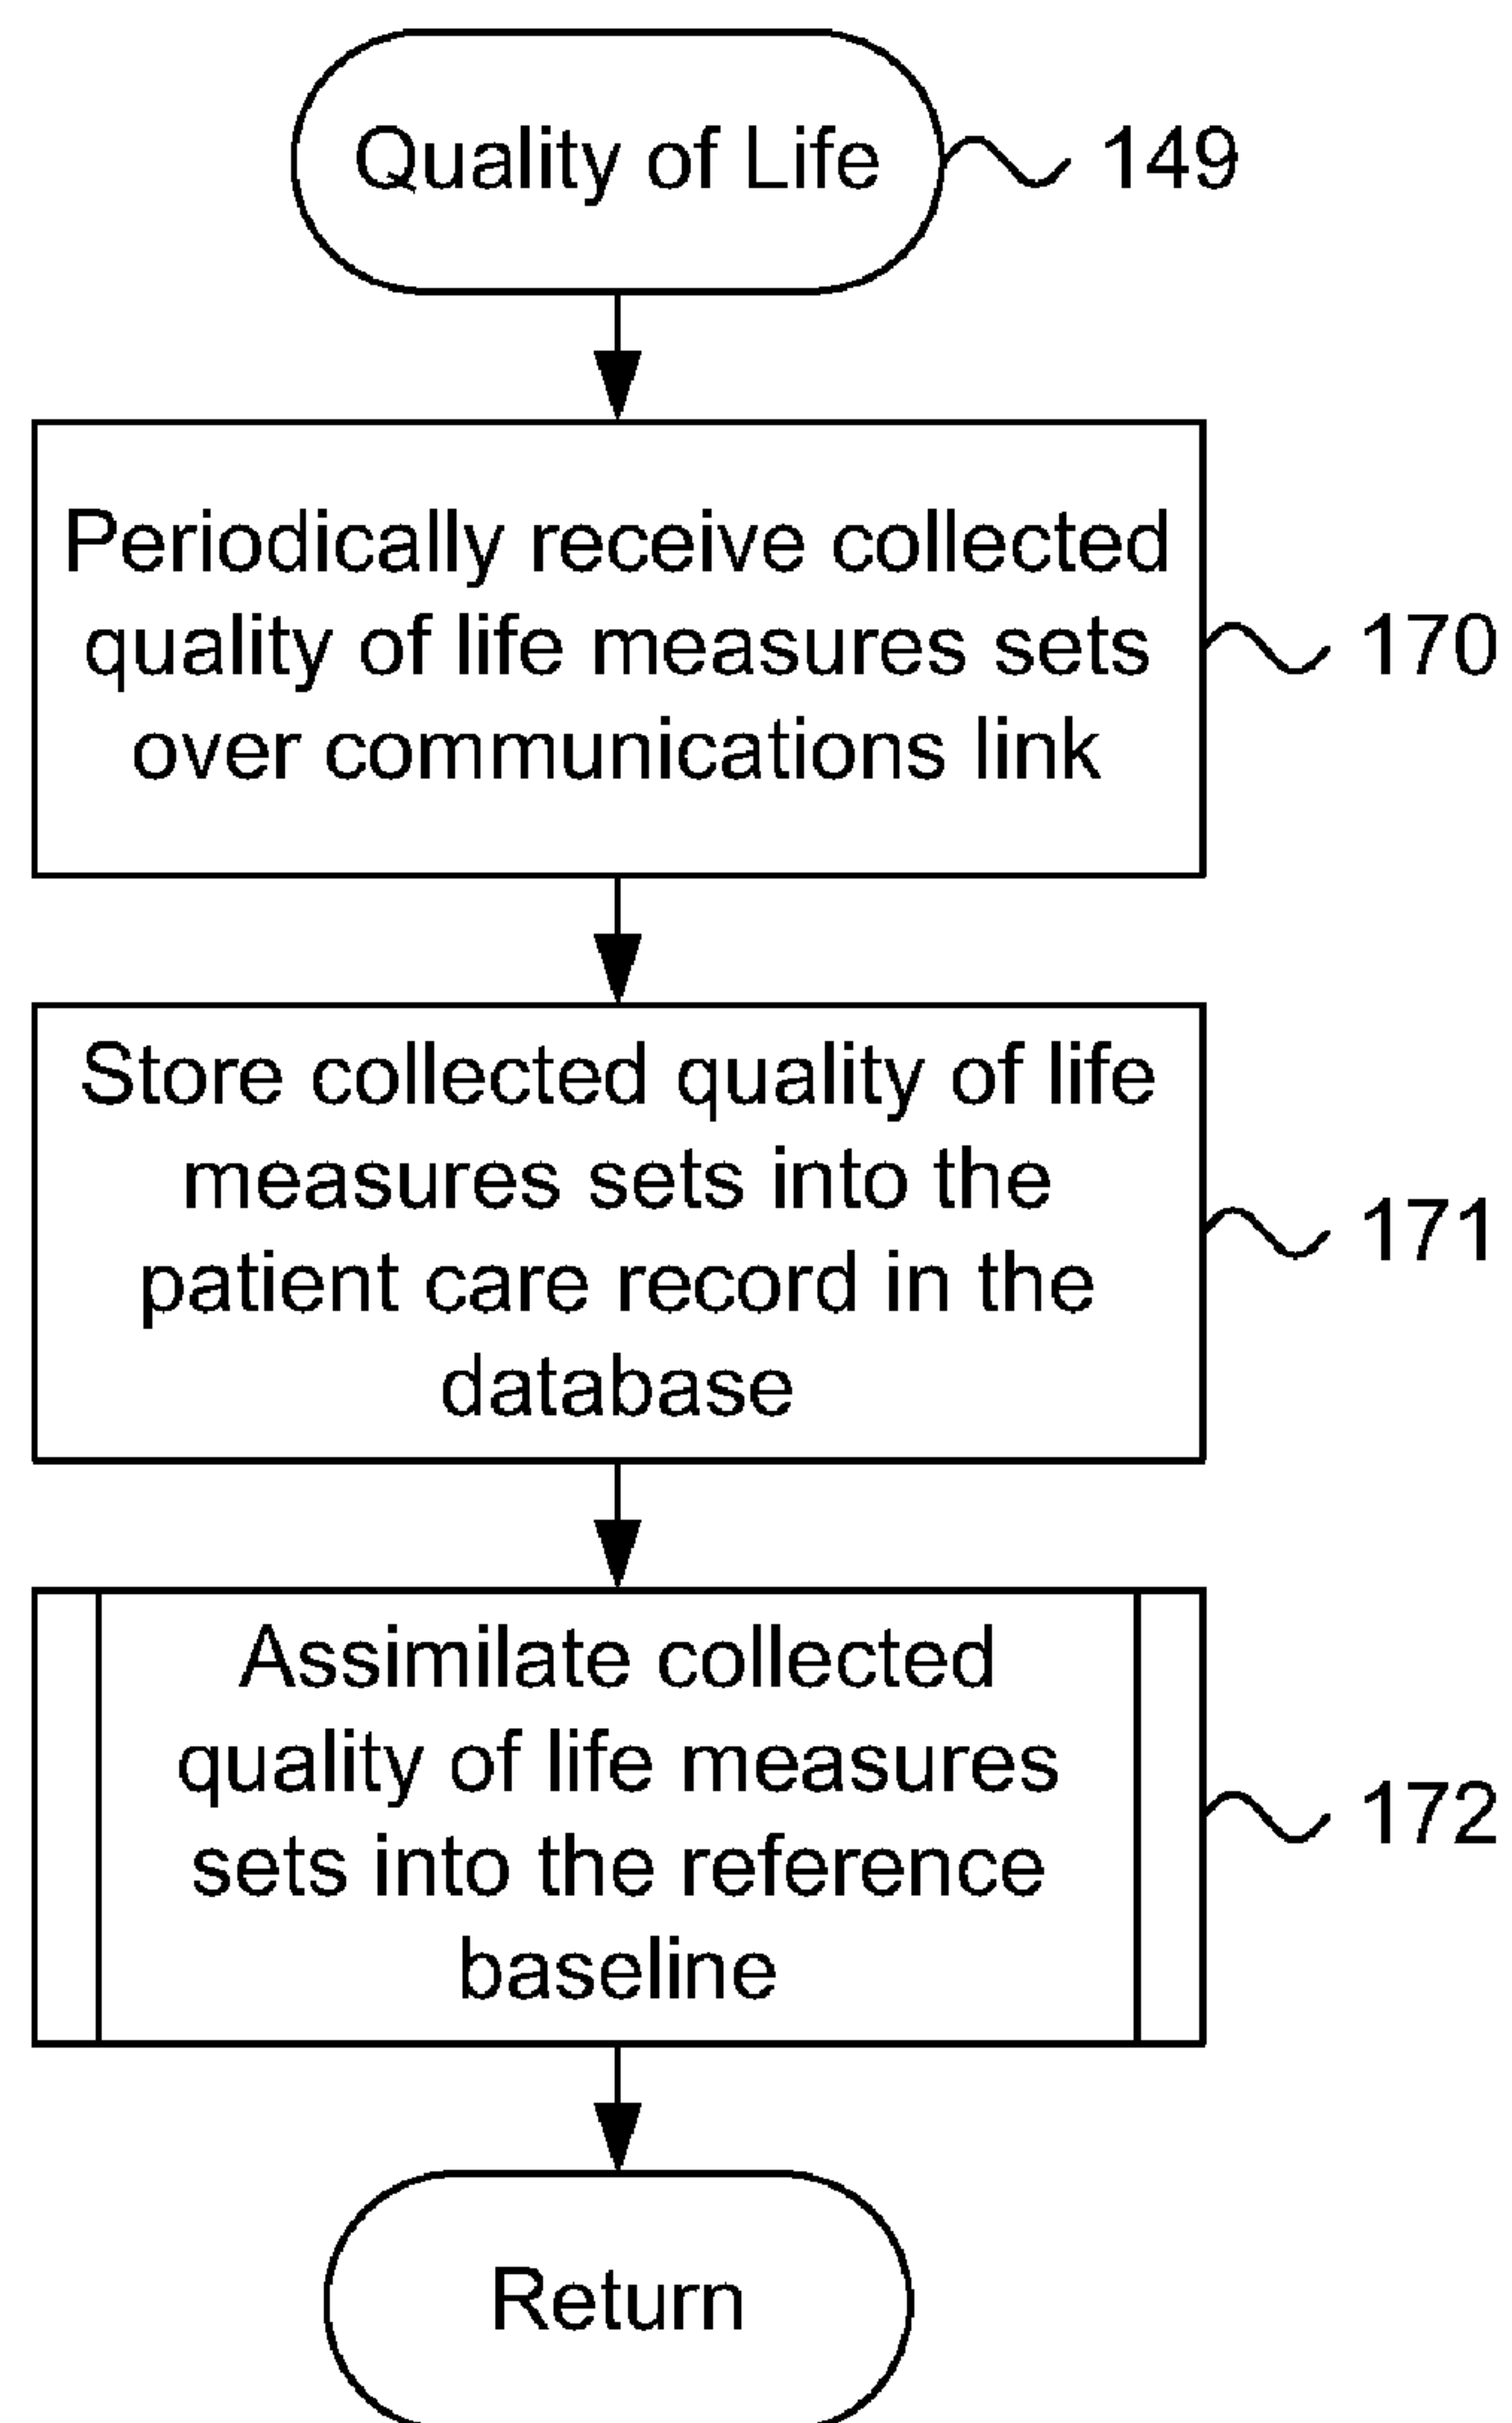 Quality of Life
149
Periodically receive collected
quality of life measures sets
over communications link
170
Store collected quality of life
measures sets into the
patient care record in the
database
171
Assimilate collected
quality of life measures
sets into the reference
baseline
172
Return